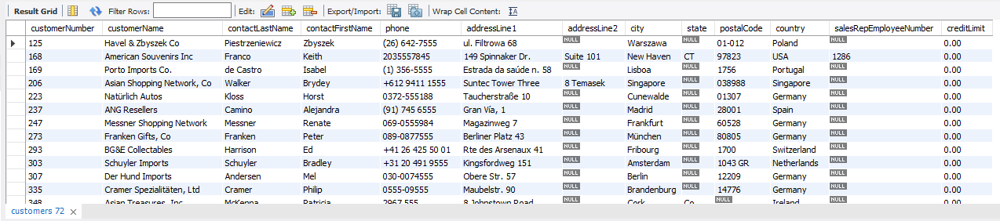 Result Grid Filter Rows: Edit: Export/Import: Wrap Cell Content:
customerNumber customerName contactLastName contactFirstName phone addressLine1 addressLine2 city state postalCode country salesRepEmployeeNumber creditLimit
125 Havel & Zbyszek Co Piestrzeniewicz Zbyszek (26) 642-7555 ul. Filtrowa 68 NULL Warszawa NULL 01-012 Poland NULL 0.00
168 American Souvenirs Inc Franco Keith 2035557845 149 Spinnaker Dr. Suite 101 New Haven CT 97823 USA 1286 0.00
169 Porto Imports Co. de Castro Isabel (1) 356-5555 Estrada da saúde n. 58 NULL Lisboa NULL 1756 Portugal NULL 0.00
206 Asian Shopping Network, Co Walker Brydey +612 9411 1555 Suntec Tower Three 8 Temasek Singapore NULL 038988 Singapore NULL 0.00
223 Natürlich Autos Kloss Horst 0372-555188 Taucherstraße 10 NULL Cunewalde NULL 01307 Germany NULL 0.00
237 ANG Resellers Camino Alejandra (91) 745 6555 Gran Vía, 1 NULL Madrid NULL 28001 Spain NULL 0.00
247 Messner Shopping Network Messner Renate 069-0555984 Magazinweg 7 NULL Frankfurt NULL 60528 Germany NULL 0.00
273 Franken Gifts, Co Franken Peter 089-0877555 Berliner Platz 43 NULL München NULL 80805 Germany NULL 0.00
293 BG&E Collectables Harrison Ed +41 26 425 50 01 Rte des Arsenaux 41 NULL Fribourg NULL 1700 Switzerland NULL 0.00
303 Schuyler Imports Schuyler Bradley +31 20 491 9555 Kingsfordweg 151 NULL Amsterdam NULL 1043 GR Netherlands NULL 0.00
307 Der Hund Imports Andersen Mel 030-0074555 Obere Str. 57 NULL Berlin NULL 12209 Germany NULL 0.00
335 Cramer Spezialitäten, Ltd Cramer Philip 0555-09555 Maubelstr. 90 NULL Brandenburg NULL 14776 Germany NULL 0.00
348 Asian Treasures, Inc. McKenna Patricia 2967 555 8 Johnstown Road NULL Cork Co. NULL Ireland NULL 0.00
customers 72